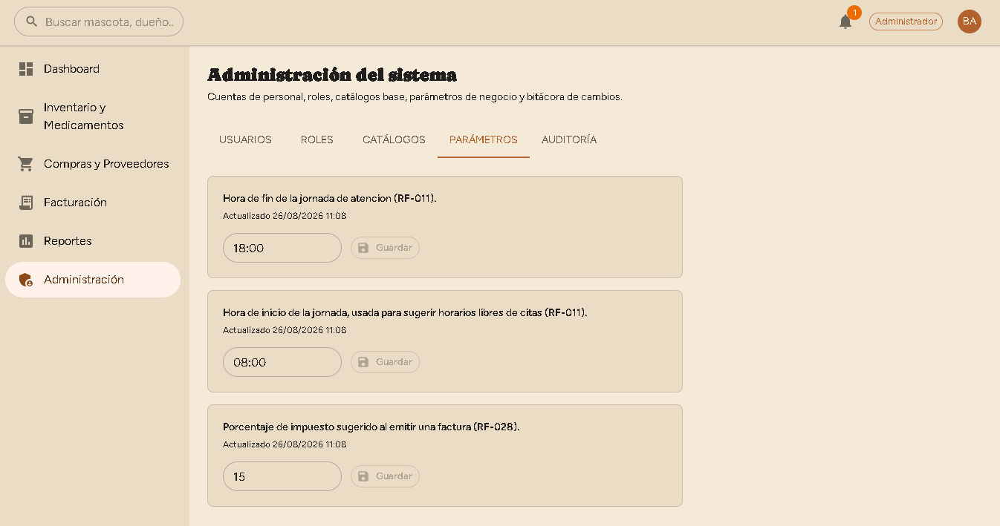 Buscar mascota, dueño..
1
Administrador
BA
Dashboard
Inventario y
Medicamentos
Compras y Proveedores
Facturación
Reportes
Administración
Administración del sistema
Cuentas de personal, roles, catálogos base, parámetros de negocio y bitácora de cambios.
USUARIOS ROLES CATÁLOGOS PARÁMETROS AUDITORÍA
Hora de fin de la jornada de atencion (RF-011).
Actualizado 26/08/2026 11:08
18:00 Guardar
Hora de inicio de la jornada, usada para sugerir horarios libres de citas (RF-011).
Actualizado 26/08/2026 11:08
08:00 Guardar
Porcentaje de impuesto sugerido al emitir una factura (RF-028).
Actualizado 26/08/2026 11:08
15 Guardar